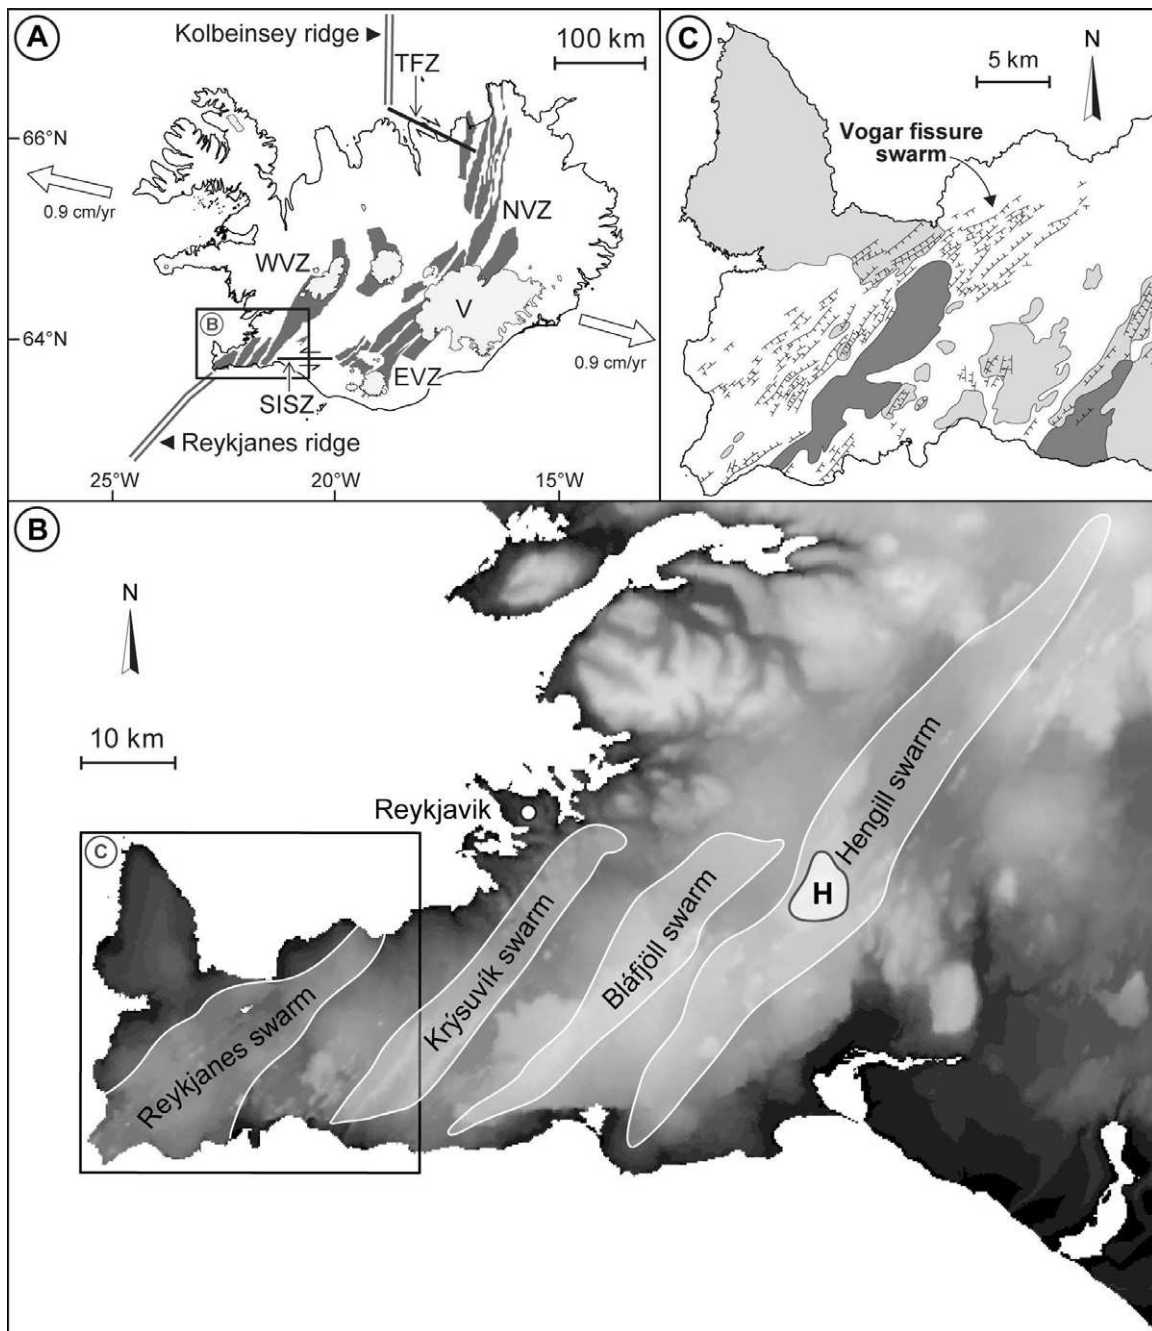 A
Kolbeinsey ridge
100 km
TFZ
66°N
0.9 cm/yr
NVZ
WVZ
V
B
64°N
0.9 cm/yr
EVZ
SISZ
Reykjanes ridge
25°W
20°W
15°W
C
N
5 km
Vogar fissure
swarm
B
N
10 km
Reykjavik
C
Hengill swarm
H
Bláfjöll swarm
Krýsuvík swarm
Reykjanes swarm